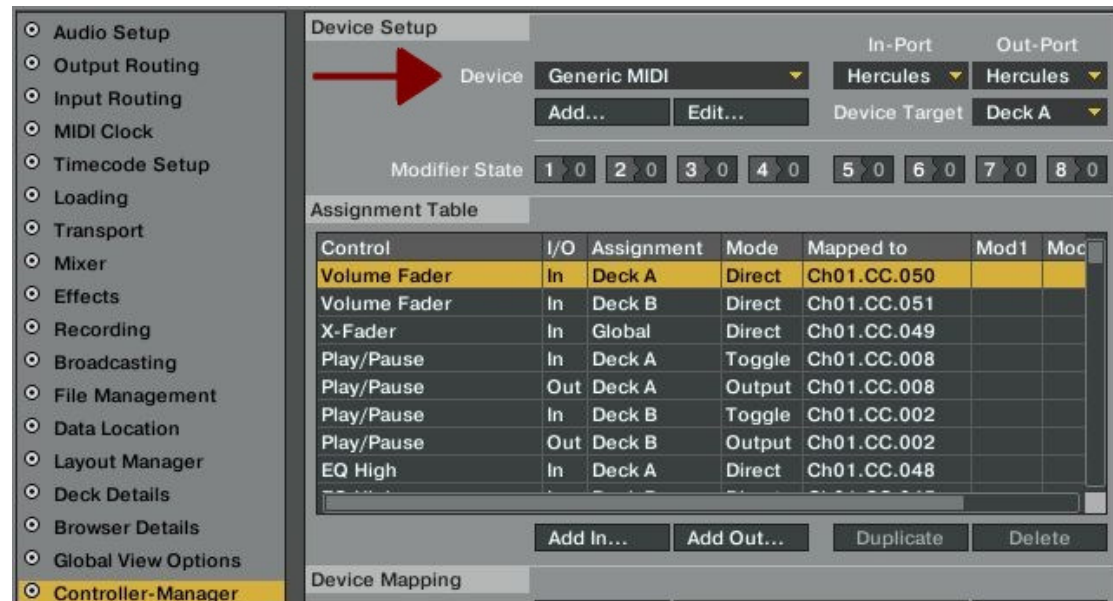 Audio Setup
Output Routing
Input Routing
MIDI Clock
Timecode Setup
Loading
Transport
Mixer
Effects
Recording
Broadcasting
File Management
Data Location
Layout Manager
Deck Details
Browser Details
Global View Options
Controller-Manager
Device Setup
In-Port Out-Port
Device Generic MIDI Hercules Hercules
Add... Edit... Device Target Deck A
Modifier State 1 0 2 0 3 0 4 0 5 0 6 0 7 0 8 0
Assignment Table
Control I/O Assignment Mode Mapped to Mod1
Volume Fader In Deck A Direct Ch01.CC.050
Volume Fader In Deck B Direct Ch01.CC.051
X-Fader In Global Direct Ch01.CC.049
Play/Pause In Deck A Toggle Ch01.CC.008
Play/Pause Out Deck A Output Ch01.CC.008
Play/Pause In Deck B Toggle Ch01.CC.002
Play/Pause Out Deck B Output Ch01.CC.002
EQ High In Deck A Direct Ch01.CC.048
Add In... Add Out... Duplicate Delete
Device Mapping